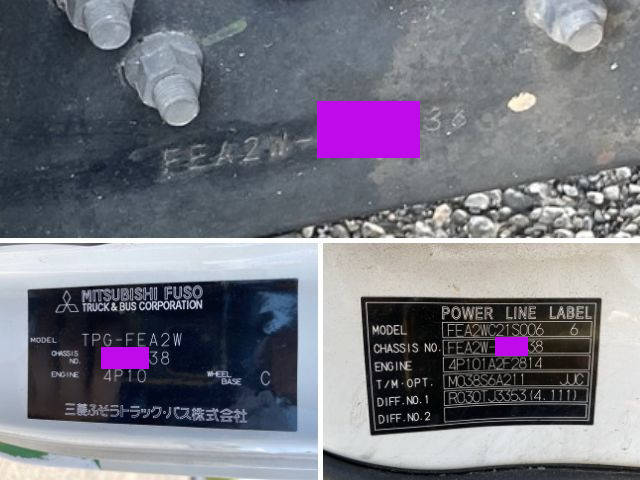 FEA2W- 38
MITSUBISHI FUSO
TRUCK & BUS CORPORATION
MODEL TPG-FEA2W
CHASSIS NO. 38
ENGINE 4P10 WHEEL BASE C
三菱ふそうトラック・バス株式会社
POWER LINE LABEL
MODEL FEA2WC21S006 6
CHASSIS NO. FEA2W- 38
ENGINE 4P101A2F2814
T/M·OPT. M038S6A211 JJC
DIFF.NO.1 R030TJ3353(4.111)
DIFF.NO.2